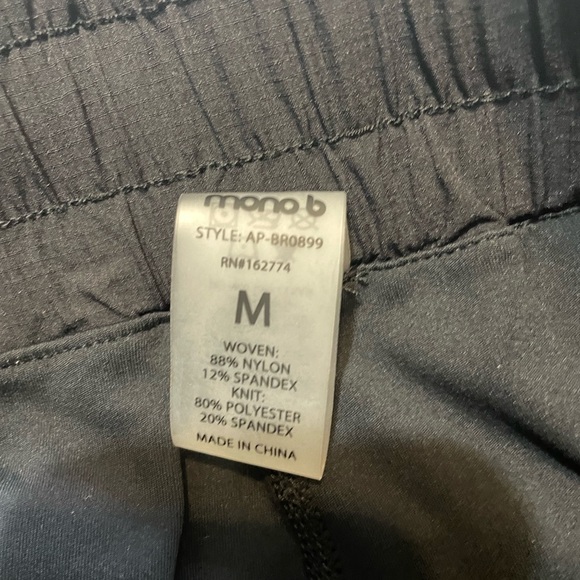 mono b
STYLE: AP-BR0899
RN#162774
M
WOVEN:
88% NYLON
12% SPANDEX
KNIT:
80% POLYESTER
20% SPANDEX
MADE IN CHINA